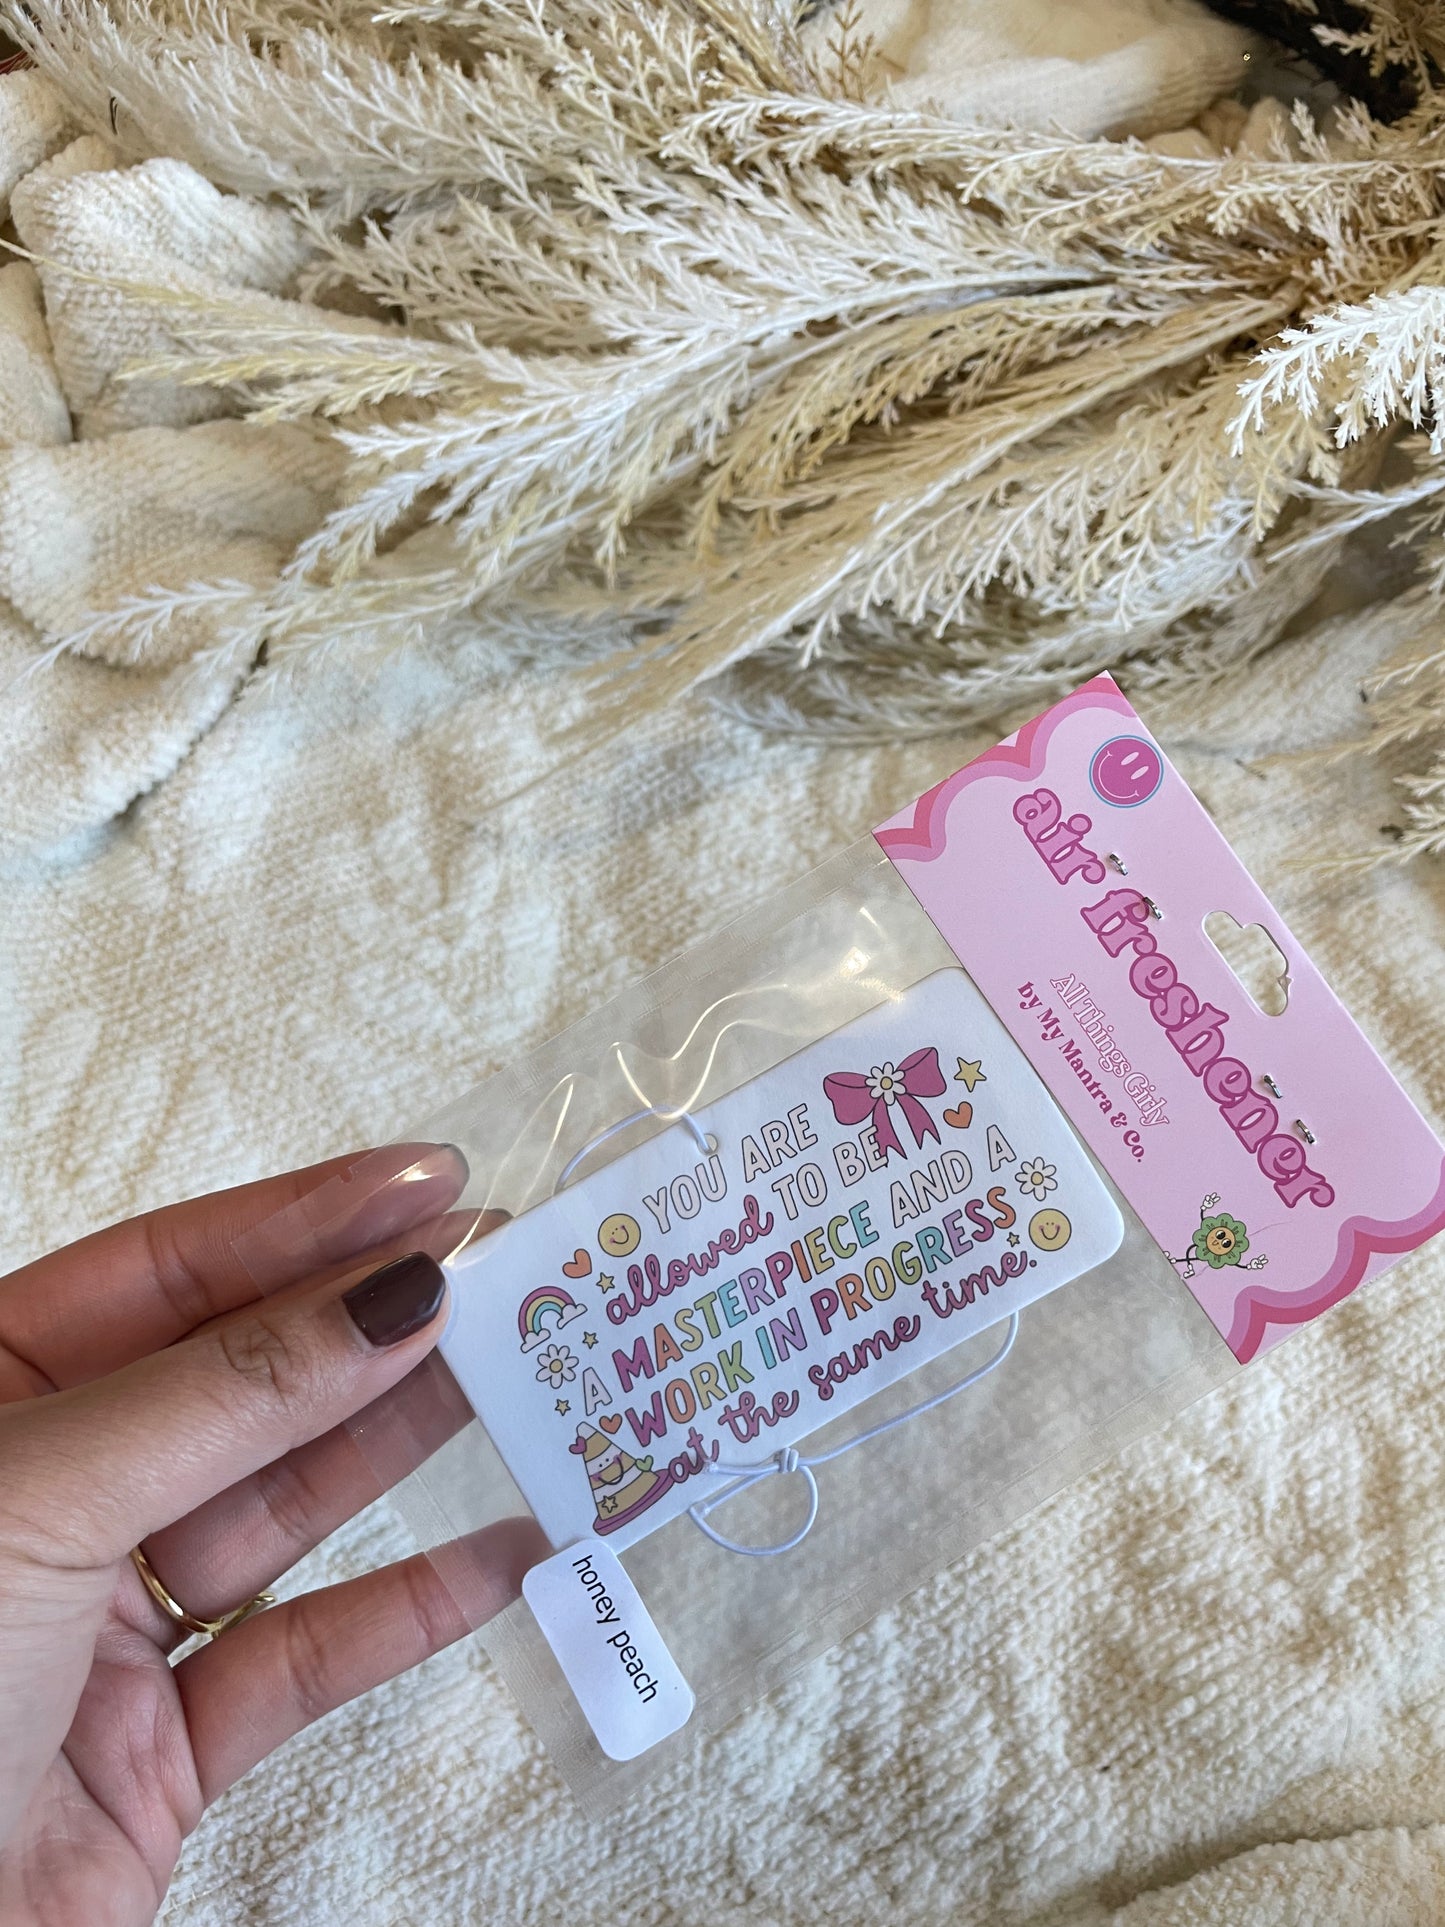 air freshener
All Things Girly
by My Mantra & Co.
YOU ARE
allowed TO BE
A MASTERPIECE AND A
WORK IN PROGRESS
at the same time.
honey peach